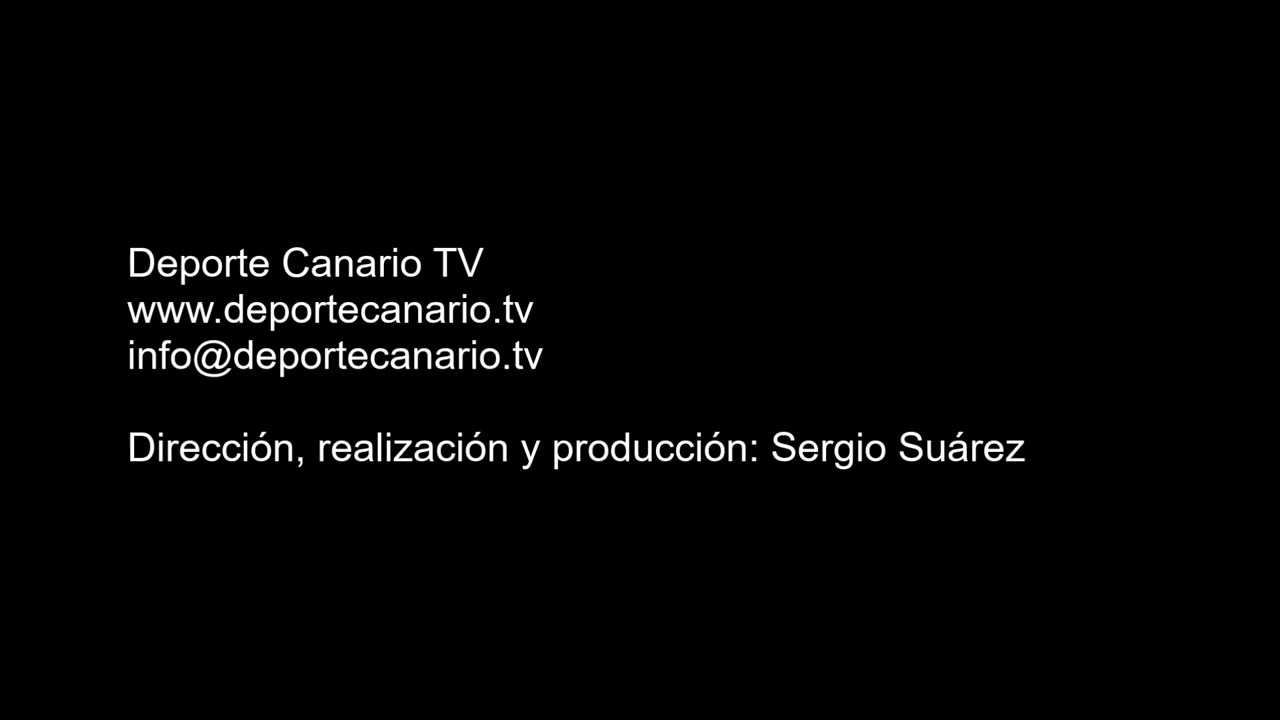 Deporte Canario TV
www.deportecanario.tv
info@deportecanario.tv
Dirección, realización y producción: Sergio Suárez